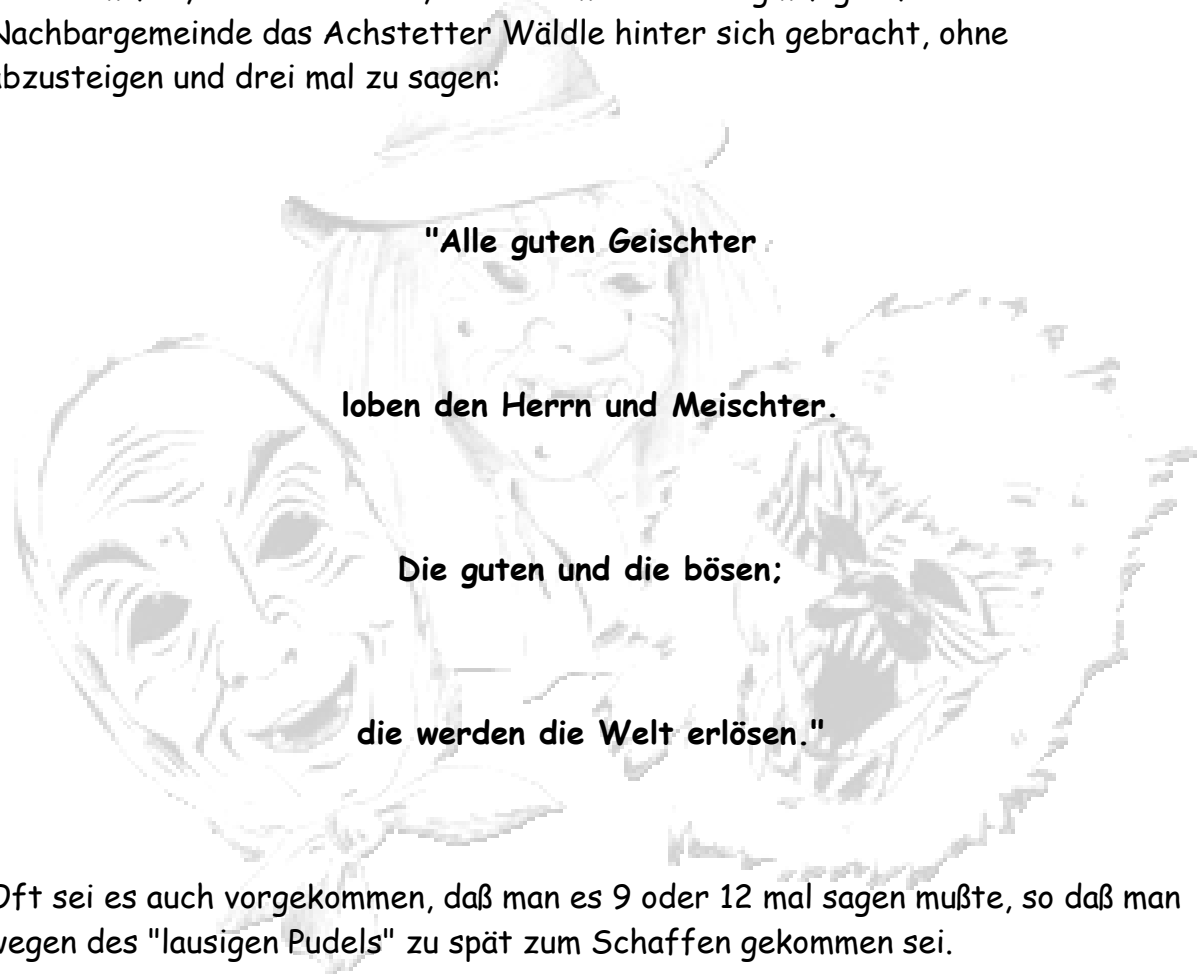 Nachbargemeinde das Achstetter Wäldle hinter sich gebracht, ohne
abzusteigen und drei mal zu sagen:
"Alle guten Geischter
loben den Herrn und Meischter.
Die guten und die bösen;
die werden die Welt erlösen."
Oft sei es auch vorgekommen, daß man es 9 oder 12 mal sagen mußte, so daß man
wegen des "lausigen Pudels" zu spät zum Schaffen gekommen sei.